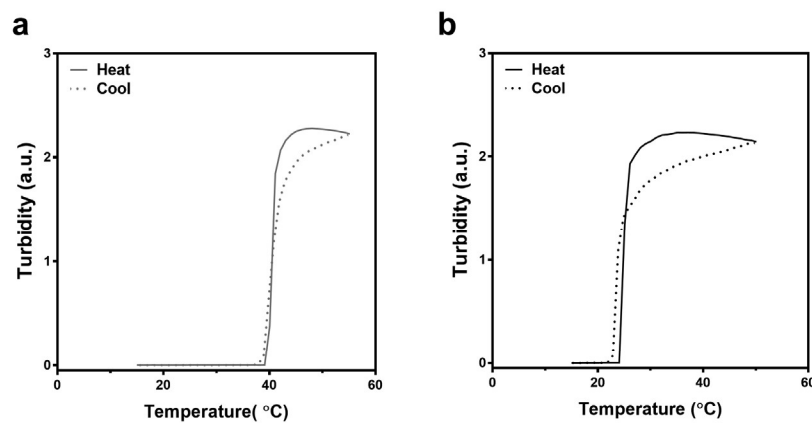 a
3
Heat
Cool
2
Turbidity (a.u.)
1
0
0
20
40
60
Temperature( °C)
b
3
Heat
Cool
2
Turbidity (a.u.)
1
0
0
20
40
60
Temperature (°C)